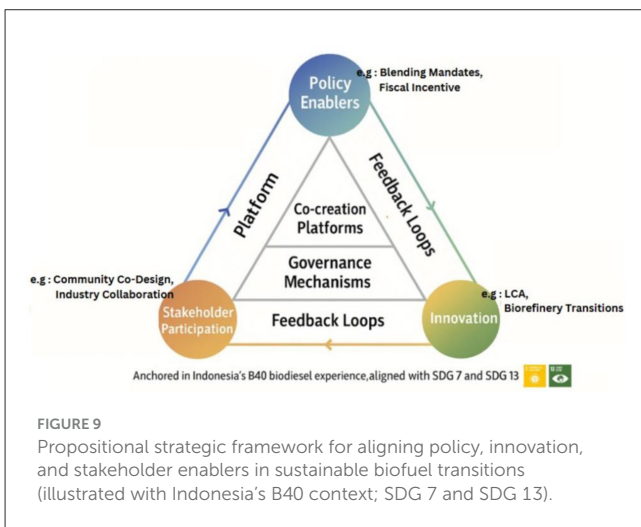 e.g : Blending Mandates,
Fiscal Incentive
Policy
Enablers
Platform
Feedback Loops
Co-creation
Platforms
Governance
Mechanisms
e.g : Community Co-Design,
Industry Collaboration
Stakeholder
Participation
Feedback Loops
e.g : LCA,
Biorefinery Transitions
Innovation
Anchored in Indonesia's B40 biodiesel experience,aligned with SDG 7 and SDG 13
FIGURE 9
Propositional strategic framework for aligning policy, innovation,
and stakeholder enablers in sustainable biofuel transitions
(illustrated with Indonesia's B40 context; SDG 7 and SDG 13).